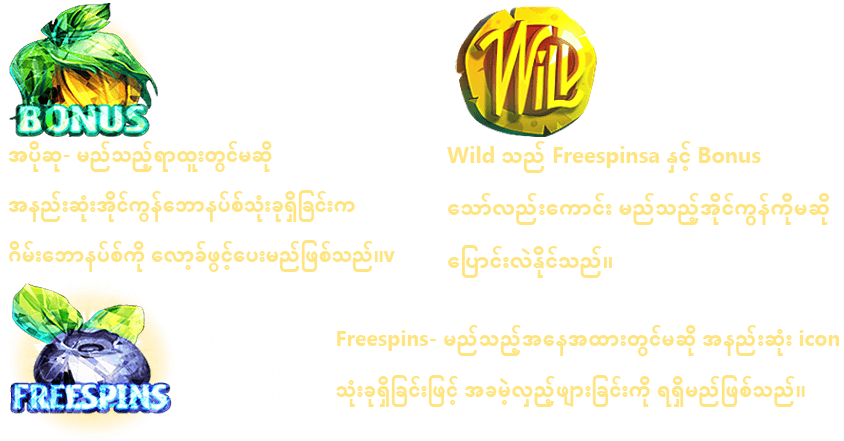 BONUS
အပိုဆု- မည်သည့်ရာထူးတွင်မဆို
အနည်းဆုံးအိုင်ကွန်ဘောနပ်စ်သုံးခုရှိခြင်းက
ဂိမ်းဘောနပ်စ်ကို လော့ခ်ဖွင့်ပေးမည်ဖြစ်သည်။v
WILD
Wild သည် Freespinsa နှင့် Bonus
သော်လည်းကောင်း မည်သည့်အိုင်ကွန်ကိုမဆို
ပြောင်းလဲနိုင်သည်။
FREESPINS
Freespins- မည်သည့်အနေအထားတွင်မဆို အနည်းဆုံး icon
သုံးခုရှိခြင်းဖြင့် အခမဲ့လှည့်ဖျားခြင်းကို ရရှိမည်ဖြစ်သည်။